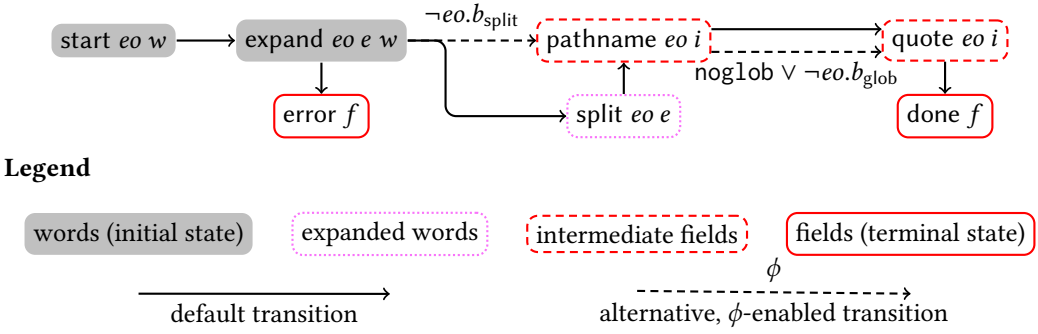 start eo w
expand eo e w
¬eo.b_split
pathname eo i
quote eo i
noglob ∨ ¬eo.b_glob
error f
split eo e
done f
Legend
words (initial state)
expanded words
intermediate fields
fields (terminal state)
default transition
ϕ
alternative, ϕ-enabled transition